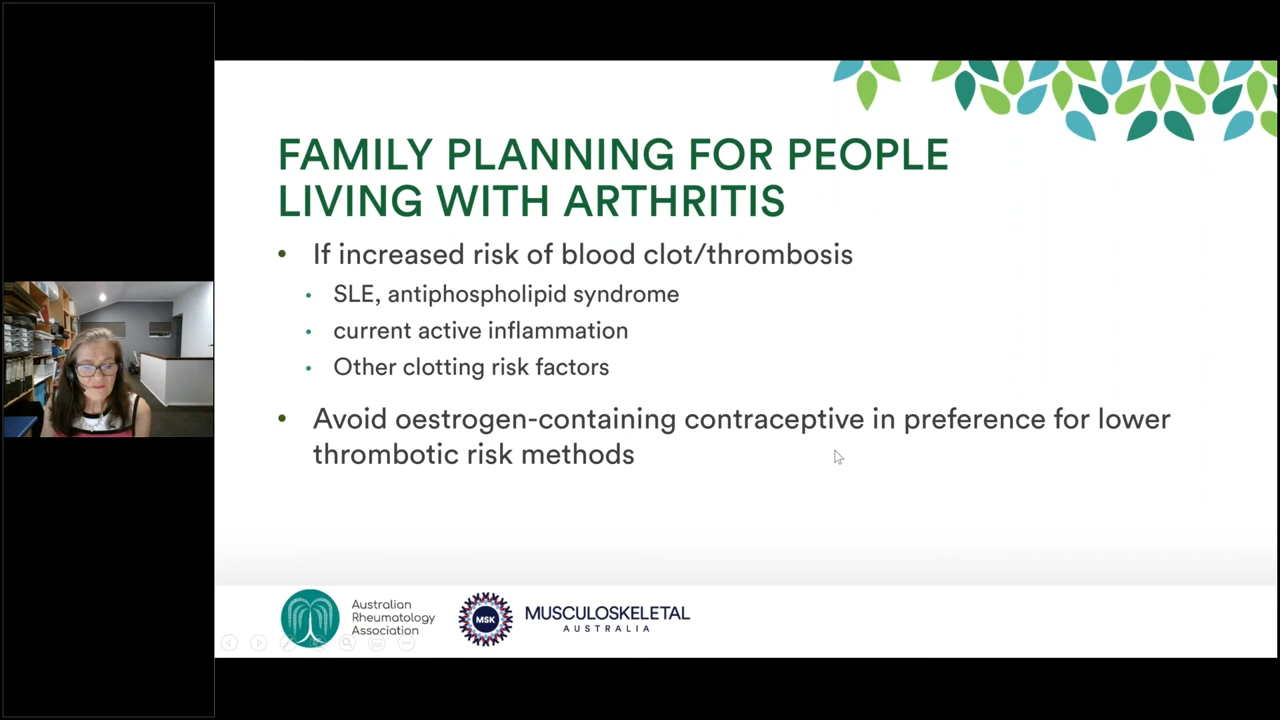 FAMILY PLANNING FOR PEOPLE
LIVING WITH ARTHRITIS
• If increased risk of blood clot/thrombosis
• SLE, antiphospholipid syndrome
• current active inflammation
• Other clotting risk factors
• Avoid oestrogen-containing contraceptive in preference for lower
thrombotic risk methods
Australian
Rheumatology
Association
MSK
MUSCULOSKELETAL
AUSTRALIA